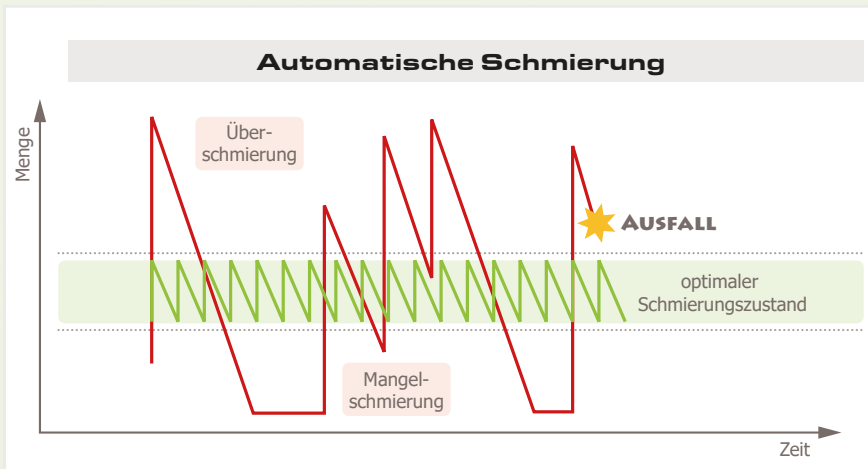 Automatische Schmierung
Menge
Über-
schmierung
AUSFALL
optimaler
Schmierungszustand
Mangel-
schmierung
Zeit